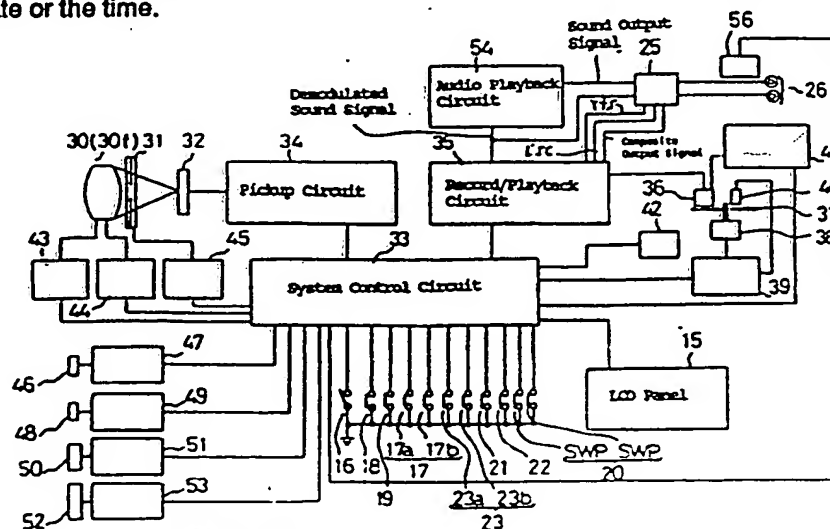 ate or the time.
Sound Output
Signal
56
54
25
Audio Playback
Circuit
Demodulated
Sound Signal
26
30(30f) 31 32
34
35
Composite
Output Signal
Pickup Circuit
Record/Playback
Circuit
36
42
38
43
45
33
44
System Control Circuit
39
47
15
46
LCD Panel
49
48
51
50
53
52
16 18 19 17a 17b 17 21 22 SWP SWP
23a 23b
23
20